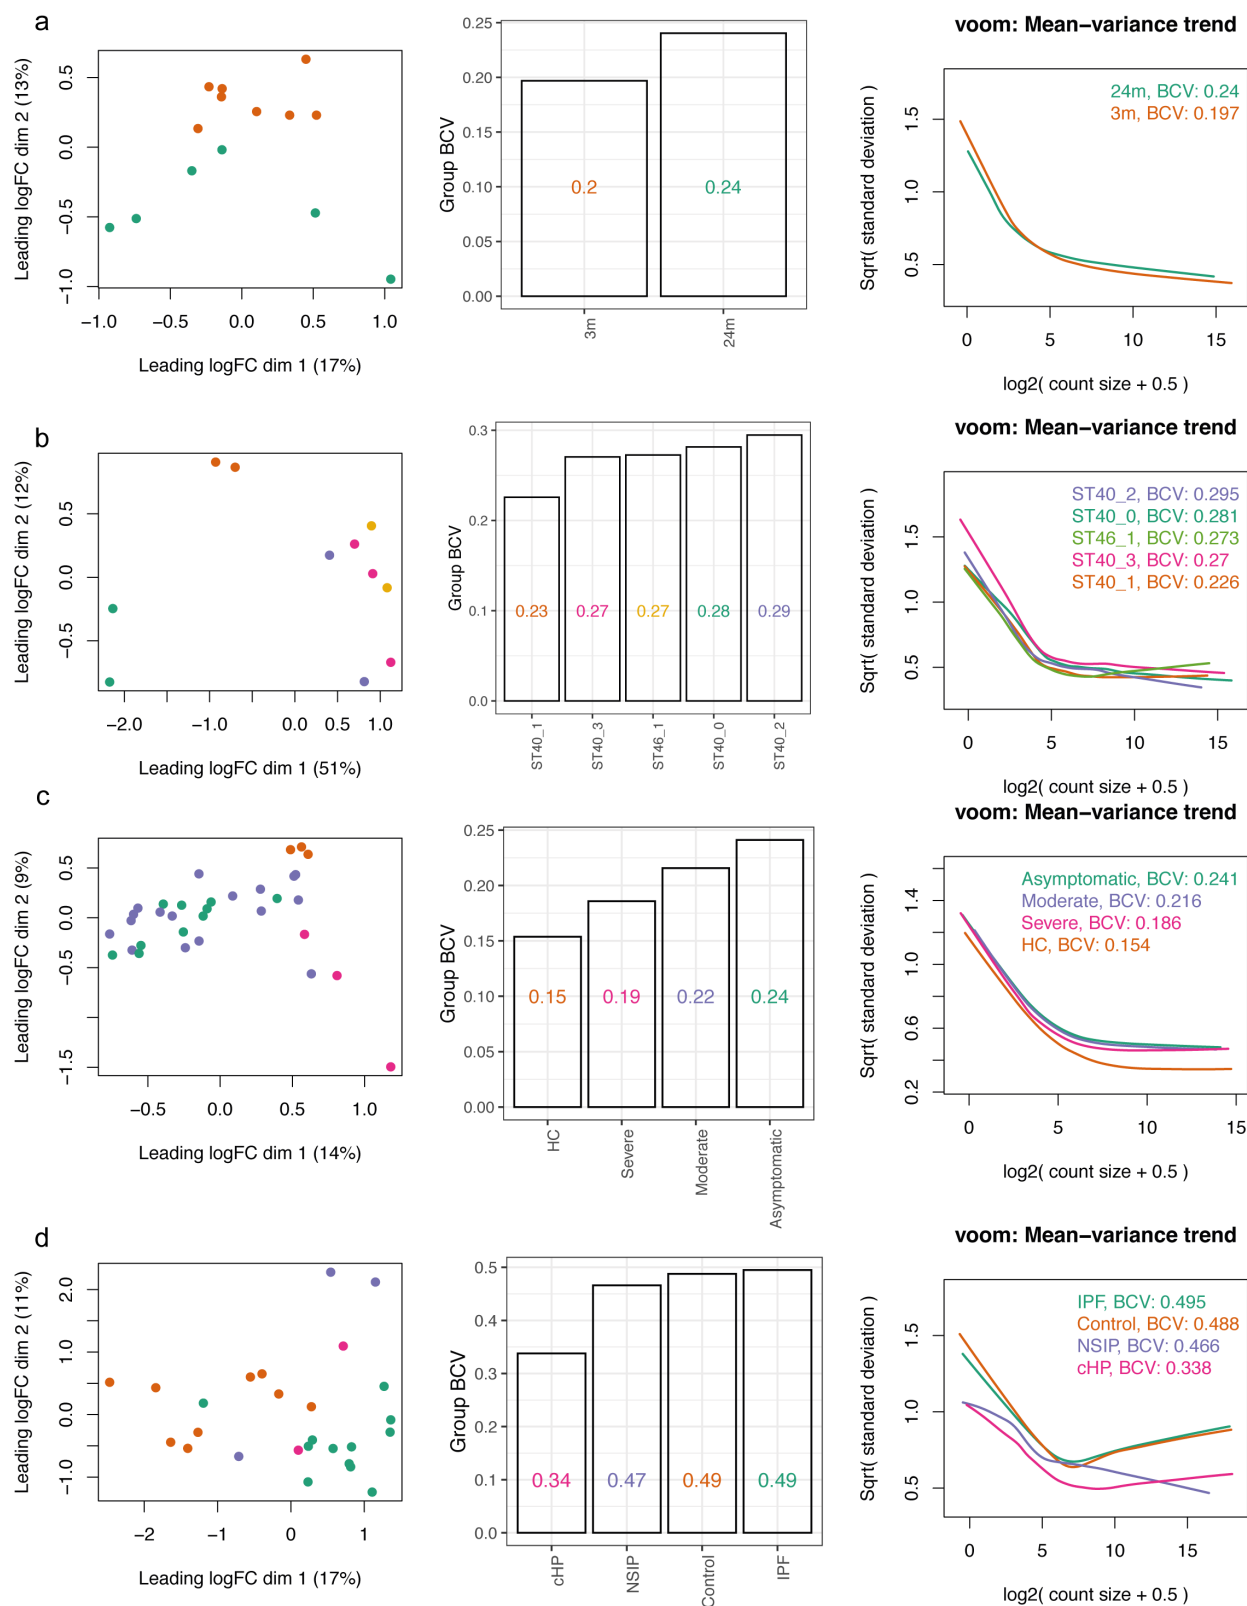 a
Leading logFC dim 2 (13%)
0.5
0.0
−0.5
−1.0
−1.0
−0.5
0.0
0.5
1.0
Leading logFC dim 1 (17%)
Group BCV
0.25
0.20
0.15
0.10
0.05
0.00
0.2
0.24
3m
24m
voom: Mean−variance trend
Sqrt( standard deviation )
1.5
1.0
0.5
24m, BCV: 0.24
3m, BCV: 0.197
0
5
10
15
log2( count size + 0.5 )
b
Leading logFC dim 2 (12%)
0.5
0.0
−0.5
−2.0
−1.0
0.0
0.5
1.0
Leading logFC dim 1 (51%)
Group BCV
0.3
0.2
0.1
0.0
0.23
0.27
0.27
0.28
0.29
ST40_1
ST40_3
ST46_1
ST40_0
ST40_2
voom: Mean−variance trend
Sqrt( standard deviation )
1.5
1.0
0.5
ST40_2, BCV: 0.295
ST40_0, BCV: 0.281
ST46_1, BCV: 0.273
ST40_3, BCV: 0.27
ST40_1, BCV: 0.226
0
5
10
15
log2( count size + 0.5 )
c
Leading logFC dim 2 (9%)
0.5
0.0
−0.5
−1.5
−0.5
0.0
0.5
1.0
Leading logFC dim 1 (14%)
Group BCV
0.25
0.20
0.15
0.10
0.05
0.00
0.15
0.19
0.22
0.24
HC
Severe
Moderate
Asymptomatic
voom: Mean−variance trend
Sqrt( standard deviation )
1.4
1.0
0.6
0.2
Asymptomatic, BCV: 0.241
Moderate, BCV: 0.216
Severe, BCV: 0.186
HC, BCV: 0.154
0
5
10
15
log2( count size + 0.5 )
d
Leading logFC dim 2 (11%)
2.0
1.0
0.0
−1.0
−2
−1
0
1
Leading logFC dim 1 (17%)
Group BCV
0.5
0.4
0.3
0.2
0.1
0.0
0.34
0.47
0.49
0.49
cHP
NSIP
Control
IPF
voom: Mean−variance trend
Sqrt( standard deviation )
1.5
1.0
0.5
IPF, BCV: 0.495
Control, BCV: 0.488
NSIP, BCV: 0.466
cHP, BCV: 0.338
0
5
10
15
log2( count size + 0.5 )